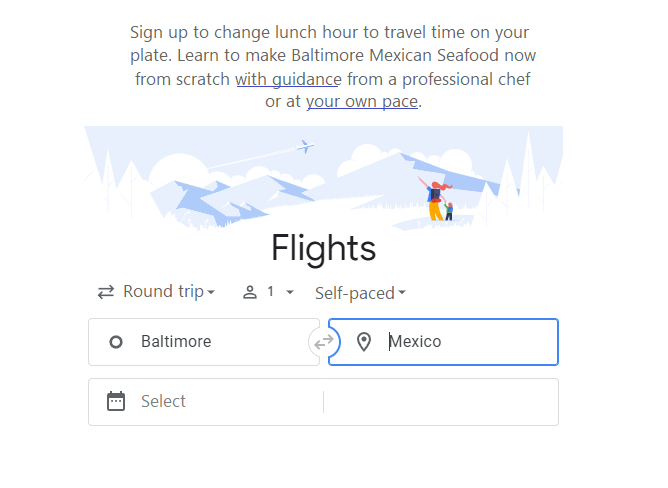 Sign up to change lunch hour to travel time on your
plate. Learn to make Baltimore Mexican Seafood now
from scratch with guidance from a professional chef
or at your own pace.
Flights
Round trip 1 Self-paced
Baltimore Mexico
Select